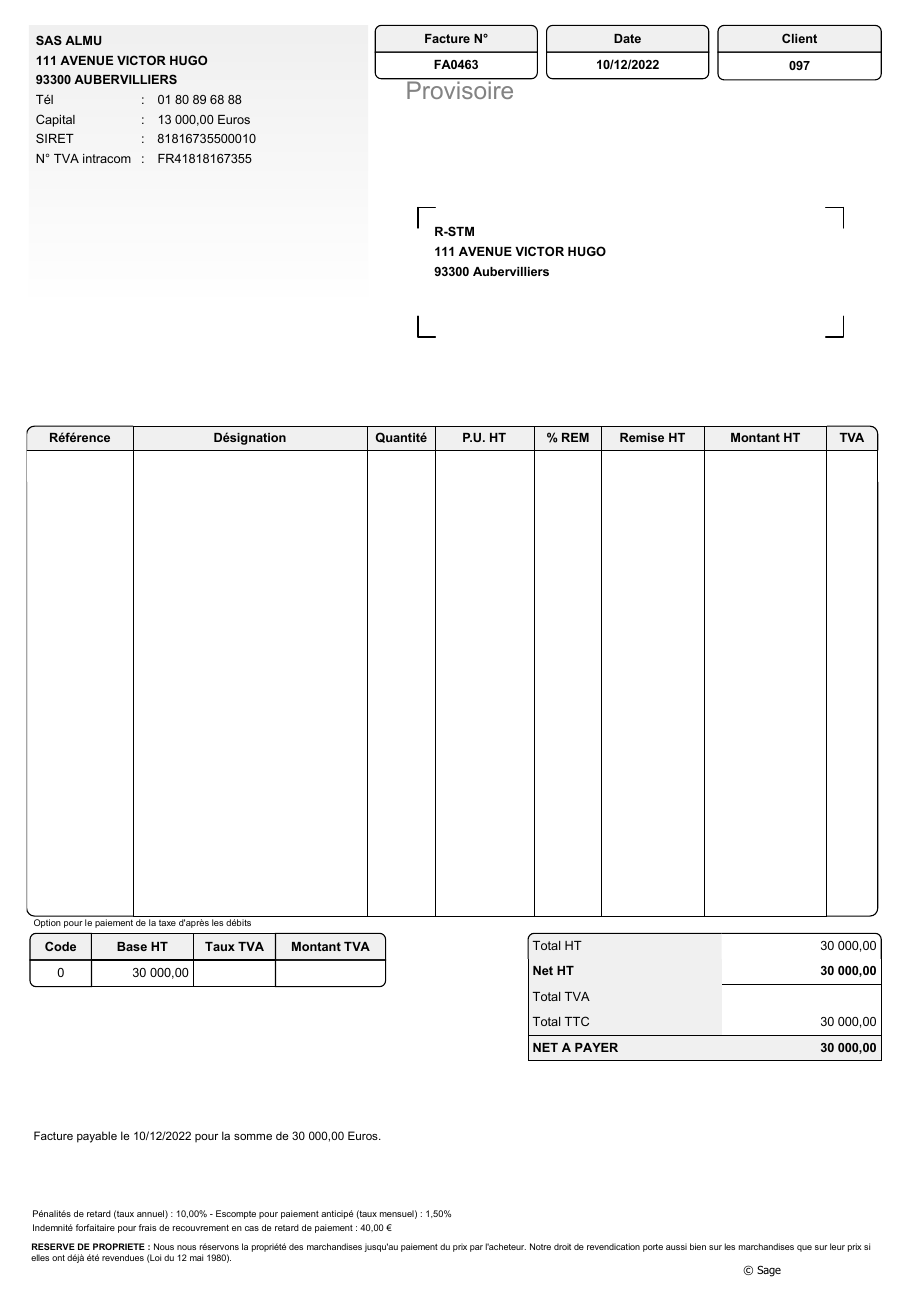 SAS ALMU
111 AVENUE VICTOR HUGO
93300 AUBERVILLIERS
Tél : 01 80 89 68 88
Capital : 13 000,00 Euros
SIRET : 81816735500010
N° TVA intracom : FR41818167355
Facture N° Date Client
FA0463 10/12/2022 097
Provisoire
R-STM
111 AVENUE VICTOR HUGO
93300 Aubervilliers
Référence Désignation Quantité P.U. HT % REM Remise HT Montant HT TVA
Option pour le paiement de la taxe d'après les débits
Code Base HT Taux TVA Montant TVA
0 30 000,00
Total HT 30 000,00
Net HT 30 000,00
Total TVA
Total TTC 30 000,00
NET A PAYER 30 000,00
Facture payable le 10/12/2022 pour la somme de 30 000,00 Euros.
Pénalités de retard (taux annuel) : 10,00% - Escompte pour paiement anticipé (taux mensuel) : 1,50%
Indemnité forfaitaire pour frais de recouvrement en cas de retard de paiement : 40,00 €
RESERVE DE PROPRIETE : Nous nous réservons la propriété des marchandises jusqu'au paiement du prix par l'acheteur. Notre droit de revendication porte aussi bien sur les marchandises que sur leur prix si
elles ont déjà été revendues (Loi du 12 mai 1980).
© Sage